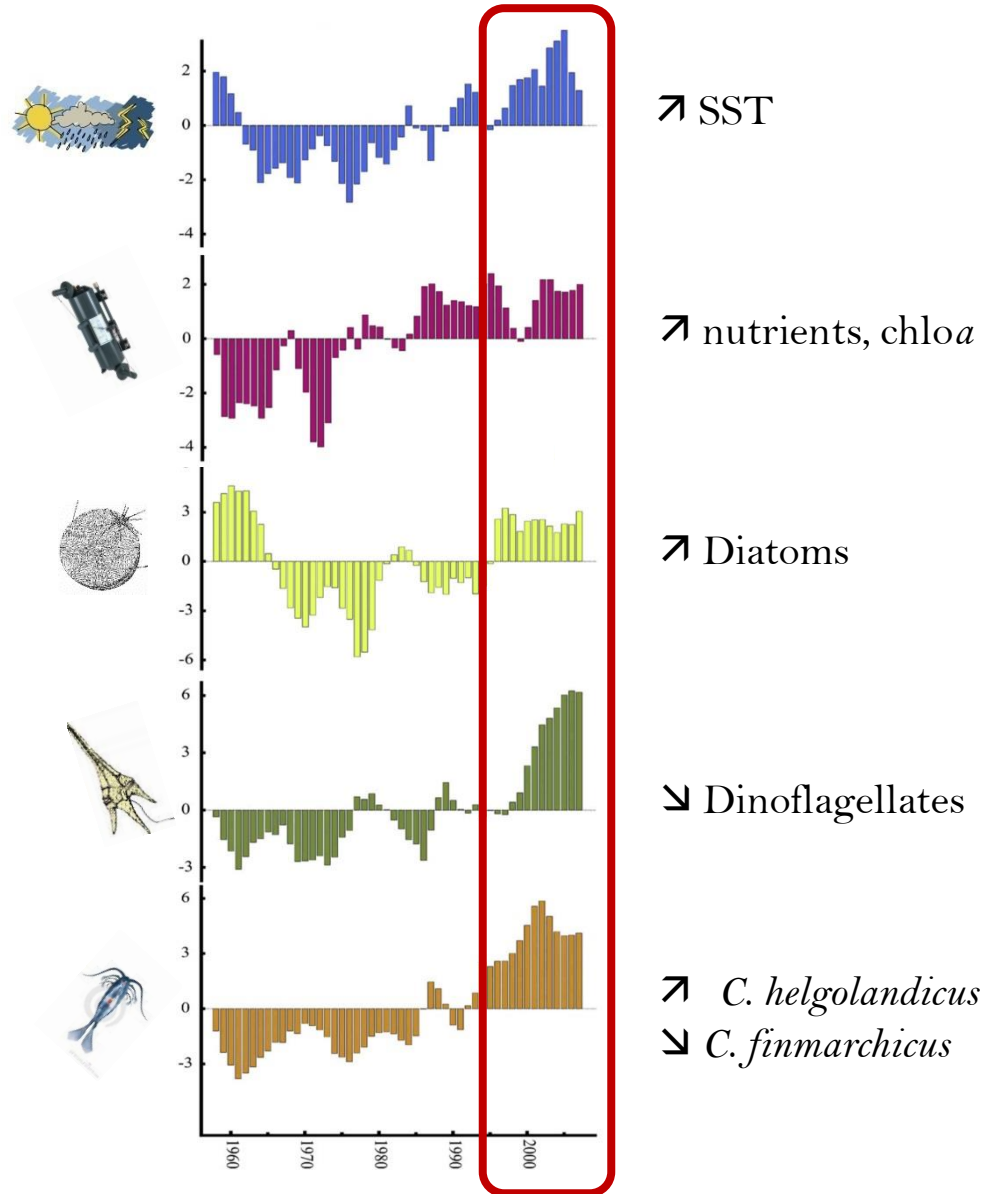 2
0
-2
-4
↗ SST
2
0
-2
-4
↗ nutrients, chloa
3
0
-3
-6
↗ Diatoms
6
3
0
-3
↘ Dinoflagellates
6
3
0
-3
↗ C. helgolandicus
↘ C. finmarchicus
1960 1970 1980 1990 2000